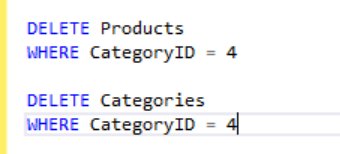 DELETE Products
WHERE CategoryID = 4
DELETE Categories
WHERE CategoryID = 4